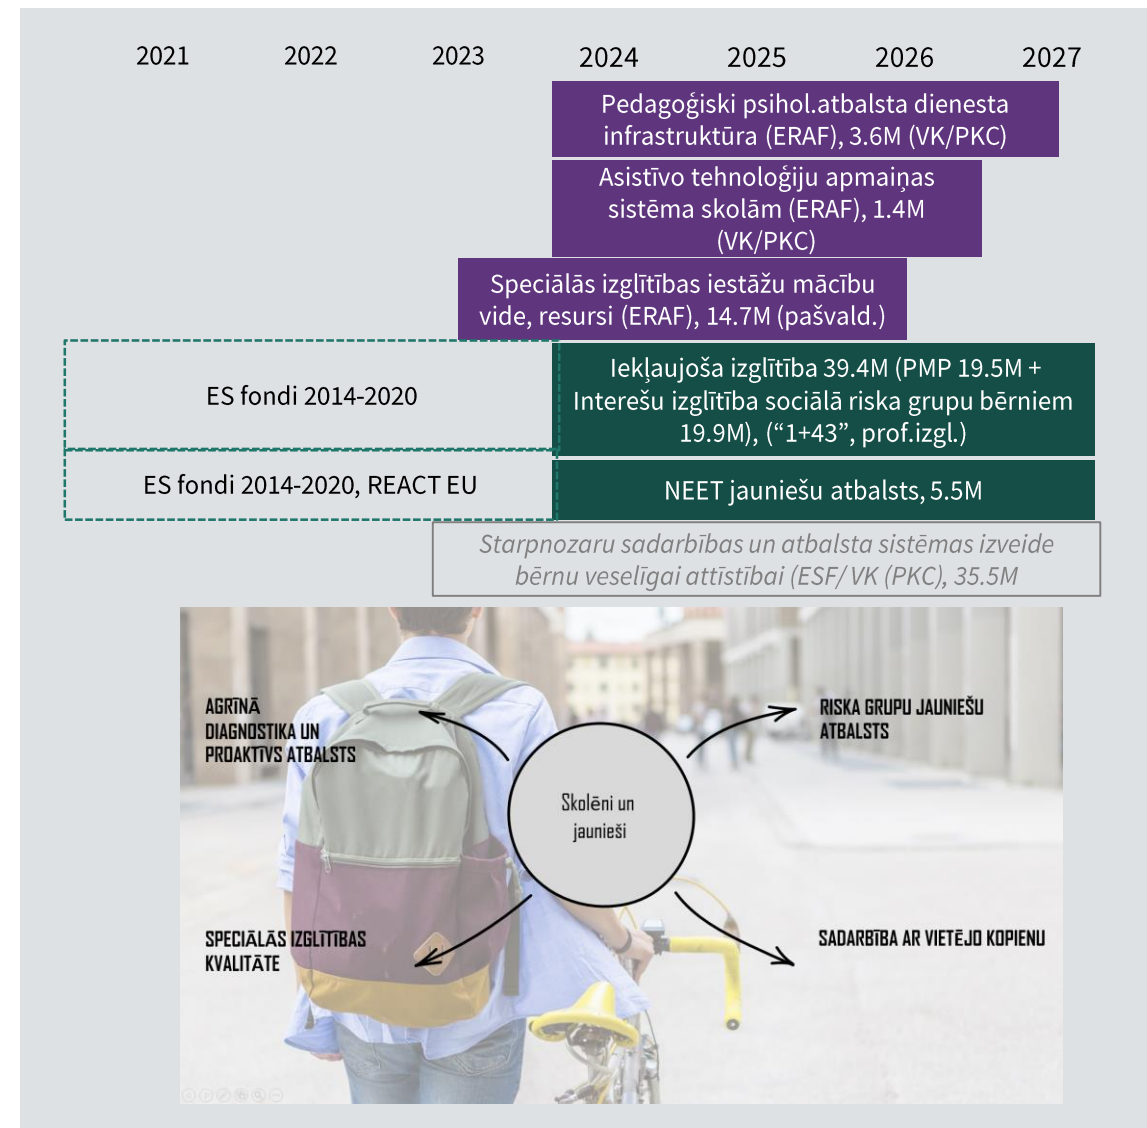 2021 2022 2023 2024 2025 2026 2027
Pedagoģiski psihol.atbalsta dienesta
infrastruktūra (ERAF), 3.6M (VK/PKC)
Asistīvo tehnoloģiju apmaiņas
sistēma skolām (ERAF), 1.4M
(VK/PKC)
Speciālās izglītības iestāžu mācību
vide, resursi (ERAF), 14.7M (pašvald.)
ES fondi 2014-2020
Iekļaujoša izglītība 39.4M (PMP 19.5M +
Interešu izglītība sociālā riska grupu bērniem
19.9M), (“1+43”, prof.izgl.)
ES fondi 2014-2020, REACT EU
NEET jauniešu atbalsts, 5.5M
Starpnozaru sadarbības un atbalsta sistēmas izveide
bērnu veselīgai attīstībai (ESF/ VK (PKC), 35.5M
AGRĪNĀ
DIAGNOSTIKA UN
PROAKTĪVS ATBALSTS
RISKA GRUPU JAUNIEŠU
ATBALSTS
Skolēni un
jaunieši
SPECIĀLĀS IZGLĪTĪBAS
KVALITĀTE
SADARBĪBA AR VIETĒJO KOPIENU